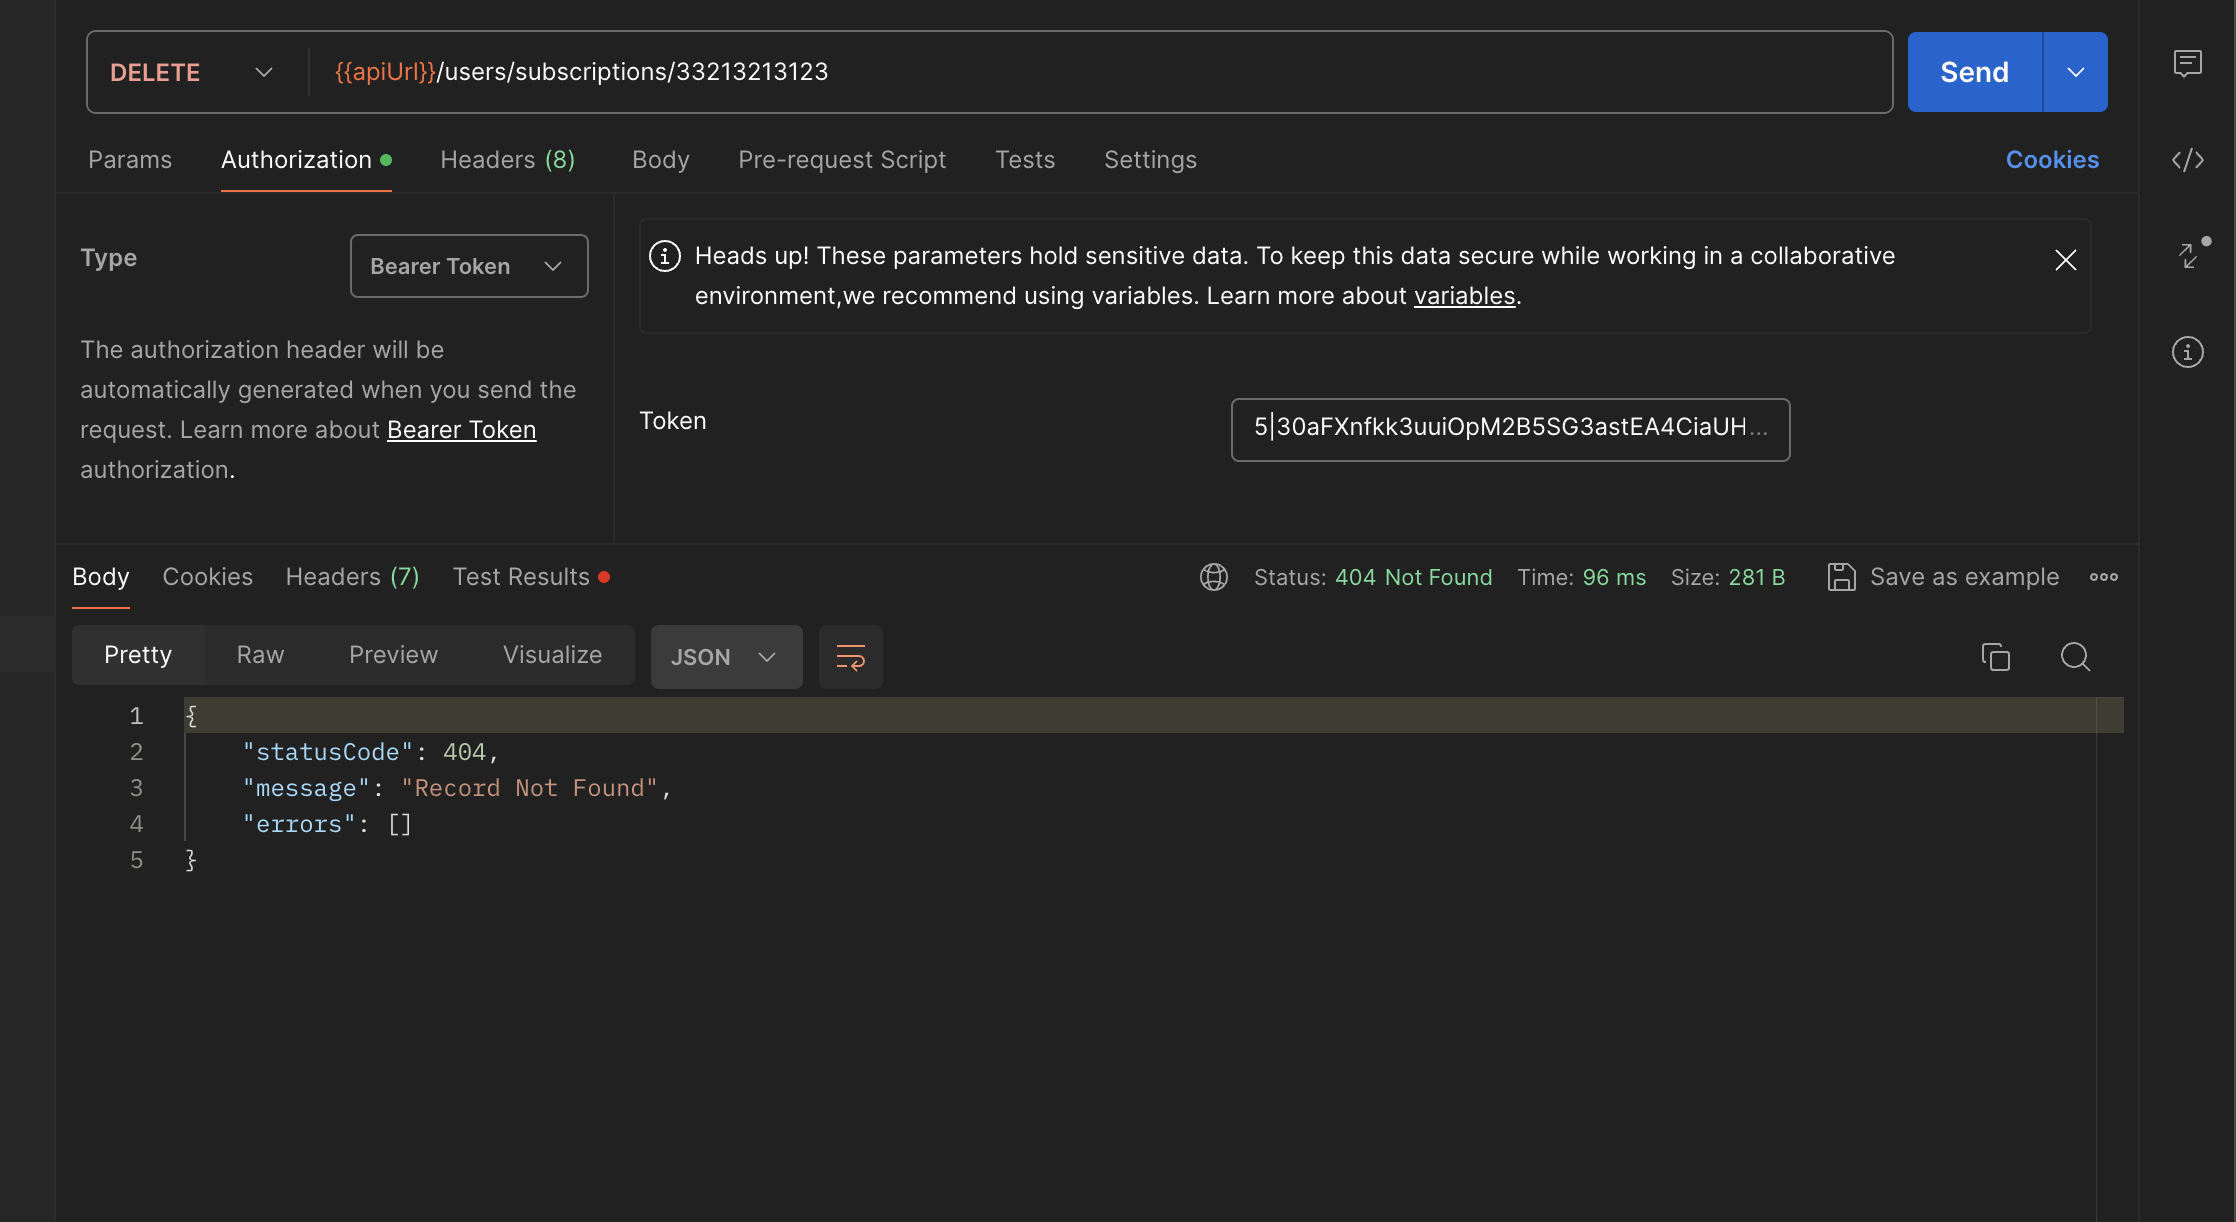 DELETE {{apiUrl}}/users/subscriptions/33213213123 Send
Params Authorization Headers (8) Body Pre-request Script Tests Settings Cookies
Type Bearer Token
The authorization header will be
automatically generated when you send the
request. Learn more about Bearer Token
authorization.
Heads up! These parameters hold sensitive data. To keep this data secure while working in a collaborative
environment,we recommend using variables. Learn more about variables.
Token 5|30aFXnfkk3uuiOpM2B5SG3astEA4CiaUH...
Body Cookies Headers (7) Test Results Status: 404 Not Found Time: 96 ms Size: 281 B Save as example
Pretty Raw Preview Visualize JSON
1 {
2 "statusCode": 404,
3 "message": "Record Not Found",
4 "errors": []
5 }